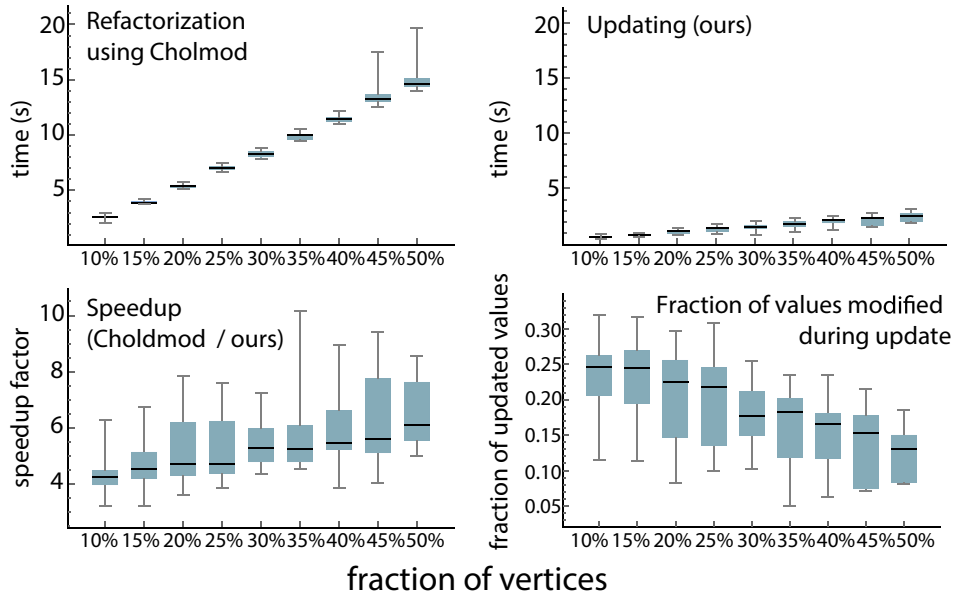 Refactorization
using Cholmod
time (s)
20
15
10
5
10% 15% 20% 25% 30% 35% 40% 45% 50%
Updating (ours)
time (s)
20
15
10
5
10% 15% 20% 25% 30% 35% 40% 45% 50%
Speedup
(Choldmod / ours)
speedup factor
10
8
6
4
10% 15% 20% 25% 30% 35% 40% 45% 50%
Fraction of values modified
during update
fraction of updated values
0.30
0.25
0.20
0.15
0.10
0.05
10% 15% 20% 25% 30% 35% 40% 45% 50%
fraction of vertices